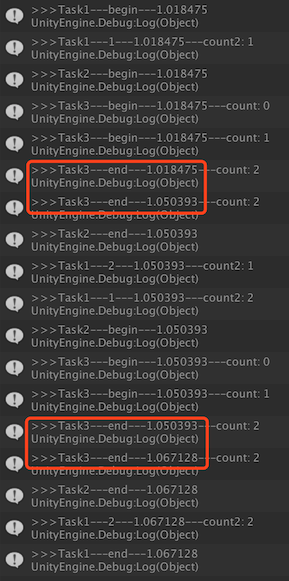 >>>Task1---begin---1.018475
UnityEngine.Debug:Log(Object)
>>>Task1---1---1.018475---count2: 1
UnityEngine.Debug:Log(Object)
>>>Task2---begin---1.018475
UnityEngine.Debug:Log(Object)
>>>Task3---begin---1.018475---count: 0
UnityEngine.Debug:Log(Object)
>>>Task3---begin---1.018475---count: 1
UnityEngine.Debug:Log(Object)
>>>Task3---end---1.018475---count: 2
UnityEngine.Debug:Log(Object)
>>>Task3---end---1.050393---count: 2
UnityEngine.Debug:Log(Object)
>>>Task2---end---1.050393
UnityEngine.Debug:Log(Object)
>>>Task1---2---1.050393---count2: 1
UnityEngine.Debug:Log(Object)
>>>Task1---1---1.050393---count2: 2
UnityEngine.Debug:Log(Object)
>>>Task2---begin---1.050393
UnityEngine.Debug:Log(Object)
>>>Task3---begin---1.050393---count: 0
UnityEngine.Debug:Log(Object)
>>>Task3---begin---1.050393---count: 1
UnityEngine.Debug:Log(Object)
>>>Task3---end---1.050393---count: 2
UnityEngine.Debug:Log(Object)
>>>Task3---end---1.067128---count: 2
UnityEngine.Debug:Log(Object)
>>>Task2---end---1.067128
UnityEngine.Debug:Log(Object)
>>>Task1---2---1.067128---count2: 2
UnityEngine.Debug:Log(Object)
>>>Task1---end---1.067128
UnityEngine.Debug:Log(Object)